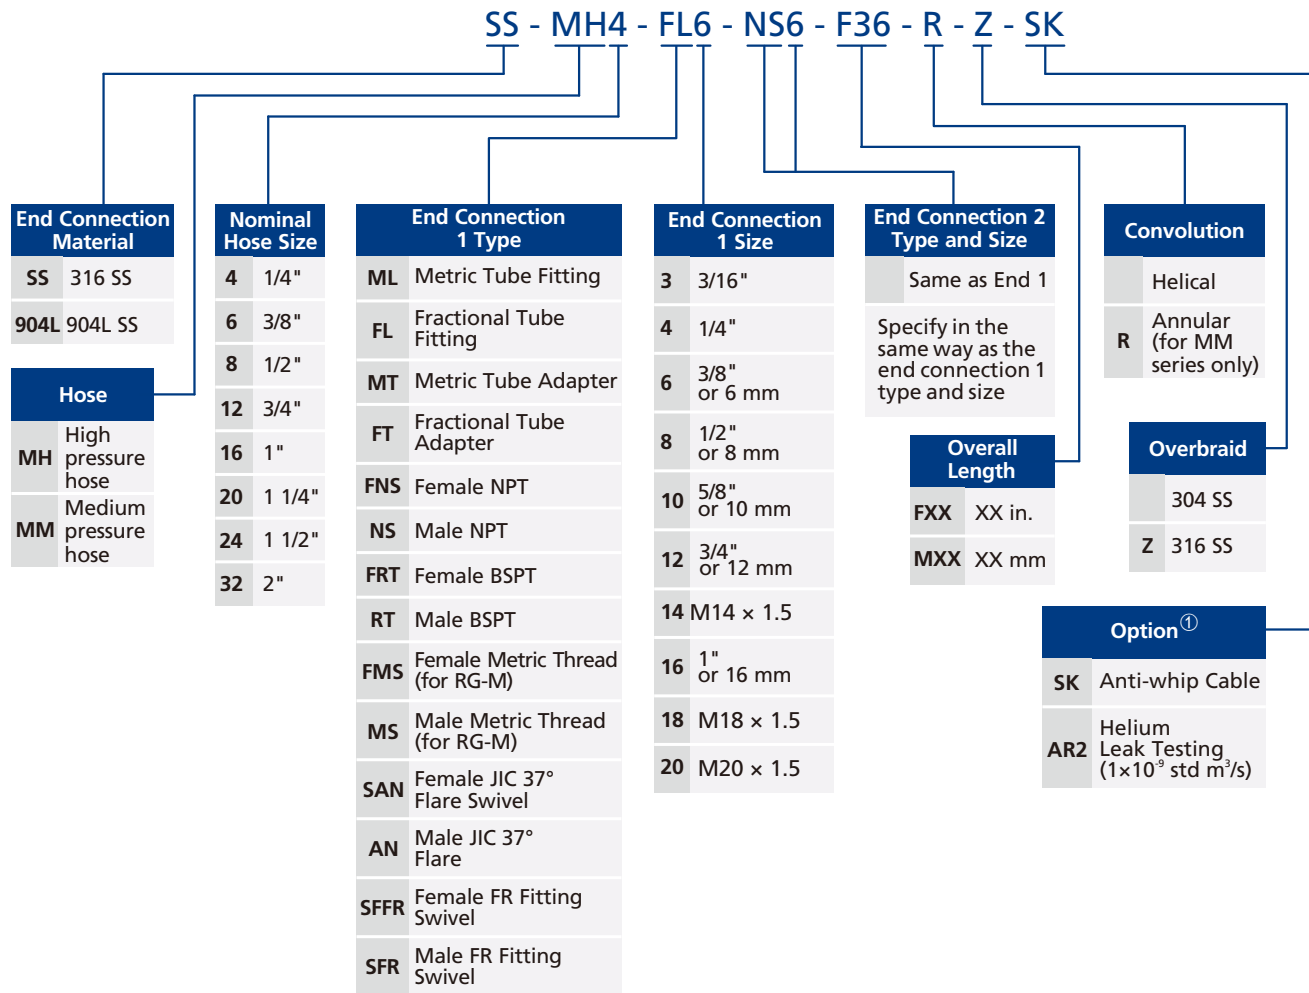 SS - MH4 - FL6 - NS6 - F36 - R - Z - SK
End Connection
Material
SS 316 SS
904L 904L SS
Hose
MH High
pressure
hose
MM Medium
pressure
hose
Nominal
Hose Size
4 1/4"
6 3/8"
8 1/2"
12 3/4"
16 1"
20 1 1/4"
24 1 1/2"
32 2"
End Connection
1 Type
ML Metric Tube Fitting
FL Fractional Tube
Fitting
MT Metric Tube Adapter
FT Fractional Tube
Adapter
FNS Female NPT
NS Male NPT
FRT Female BSPT
RT Male BSPT
FMS Female Metric Thread
(for RG-M)
MS Male Metric Thread
(for RG-M)
SAN Female JIC 37°
Flare Swivel
AN Male JIC 37°
Flare
SFFR Female FR Fitting
Swivel
SFR Male FR Fitting
Swivel
End Connection
1 Size
3 3/16"
4 1/4"
6 3/8"
or 6 mm
8 1/2"
or 8 mm
10 5/8"
or 10 mm
12 3/4"
or 12 mm
14 M14 × 1.5
16 1"
or 16 mm
18 M18 × 1.5
20 M20 × 1.5
End Connection 2
Type and Size
Same as End 1
Specify in the
same way as the
end connection 1
type and size
Overall
Length
FXX XX in.
MXX XX mm
Convolution
Helical
R Annular
(for MM
series only)
Overbraid
304 SS
Z 316 SS
Option①
SK Anti-whip Cable
AR2 Helium
Leak Testing
(1×10⁻⁹ std m³/s)